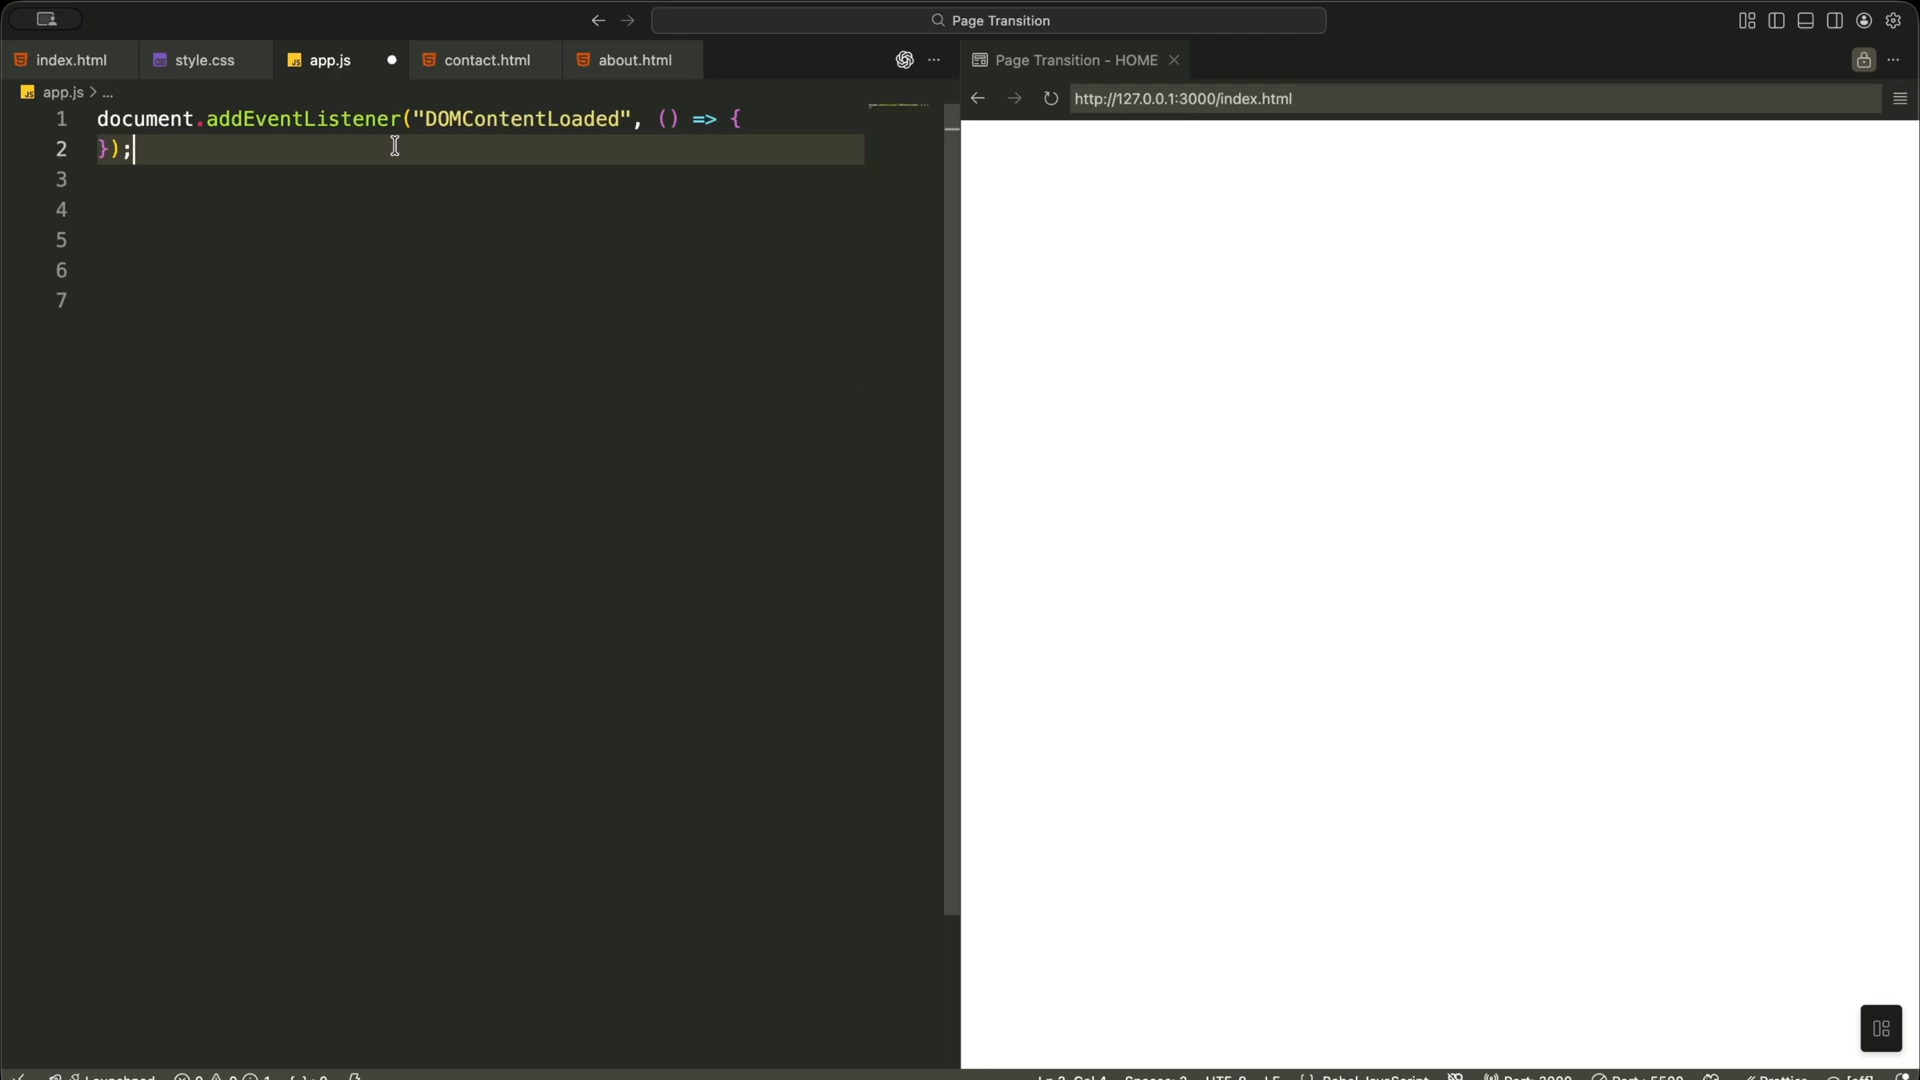 Page Transition
index.html
style.css
app.js
contact.html
about.html
Page Transition - HOME
app.js > ...
http://127.0.0.1:3000/index.html
1 document.addEventListener("DOMContentLoaded", () => {
2 });
3
4
5
6
7